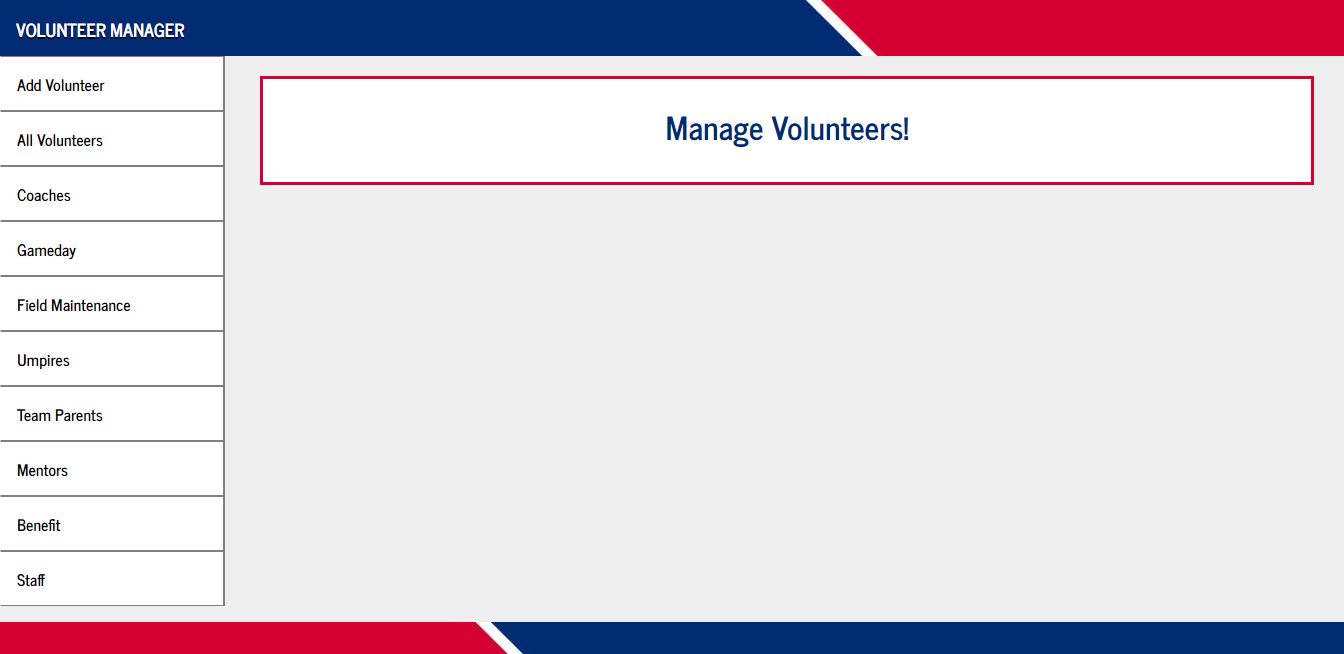 VOLUNTEER MANAGER
Add Volunteer
All Volunteers
Coaches
Gameday
Field Maintenance
Umpires
Team Parents
Mentors
Benefit
Staff
Manage Volunteers!